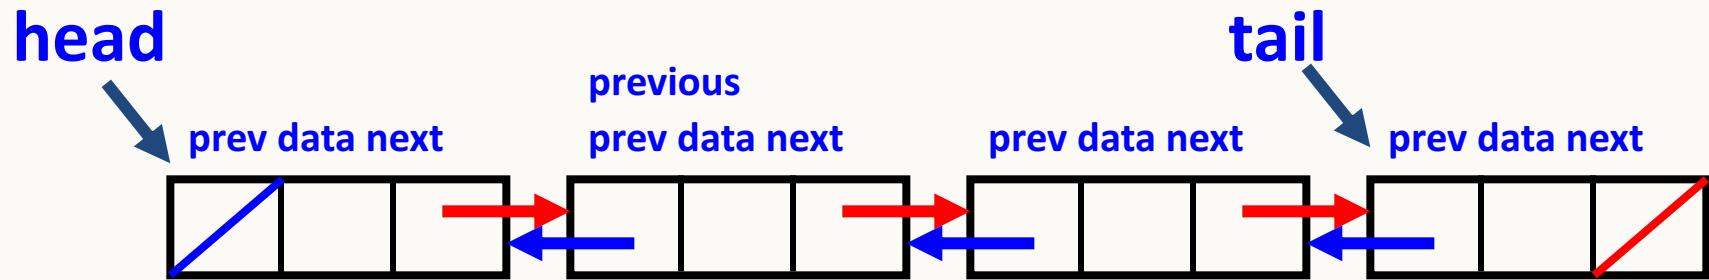 head
tail
previous
prev data next
prev data next
prev data next
prev data next